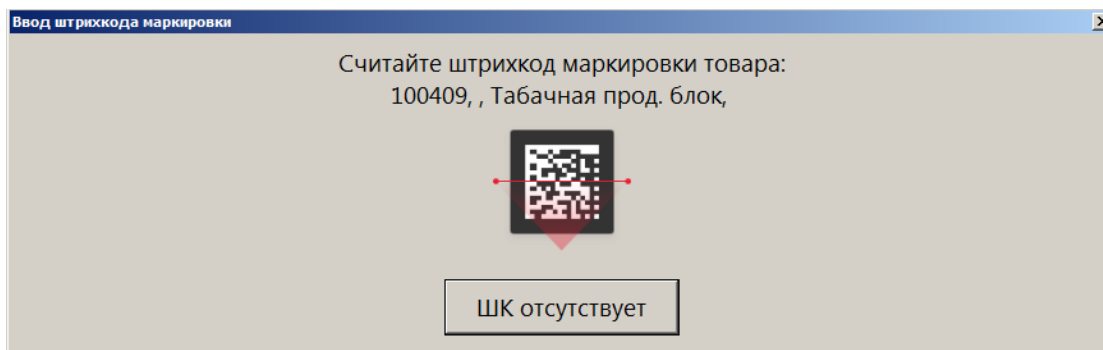 Ввод штрихкода маркировки
Считайте штрихкод маркировки товара:
100409, , Табачная прод. блок,
ШК отсутствует